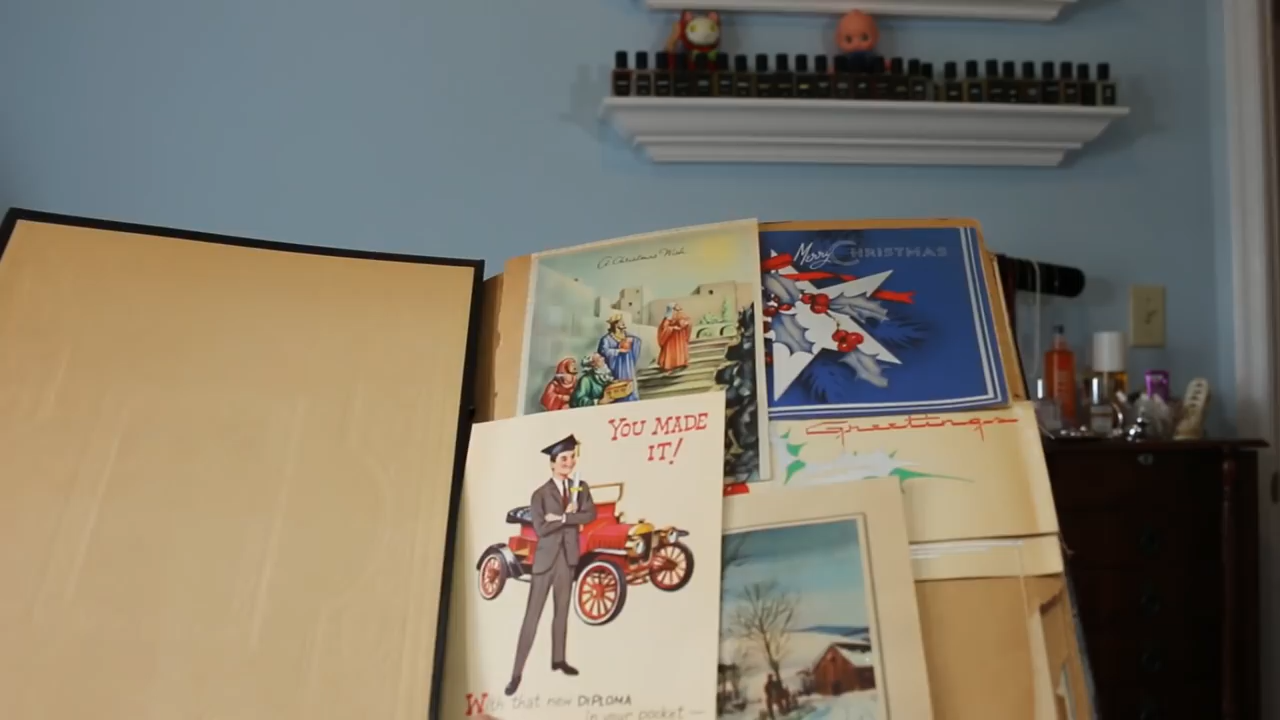 A Christmas Wish
Merry CHRISTMAS
Greetings
YOU MADE
IT!
With that new DIPLOMA
in your pocket —